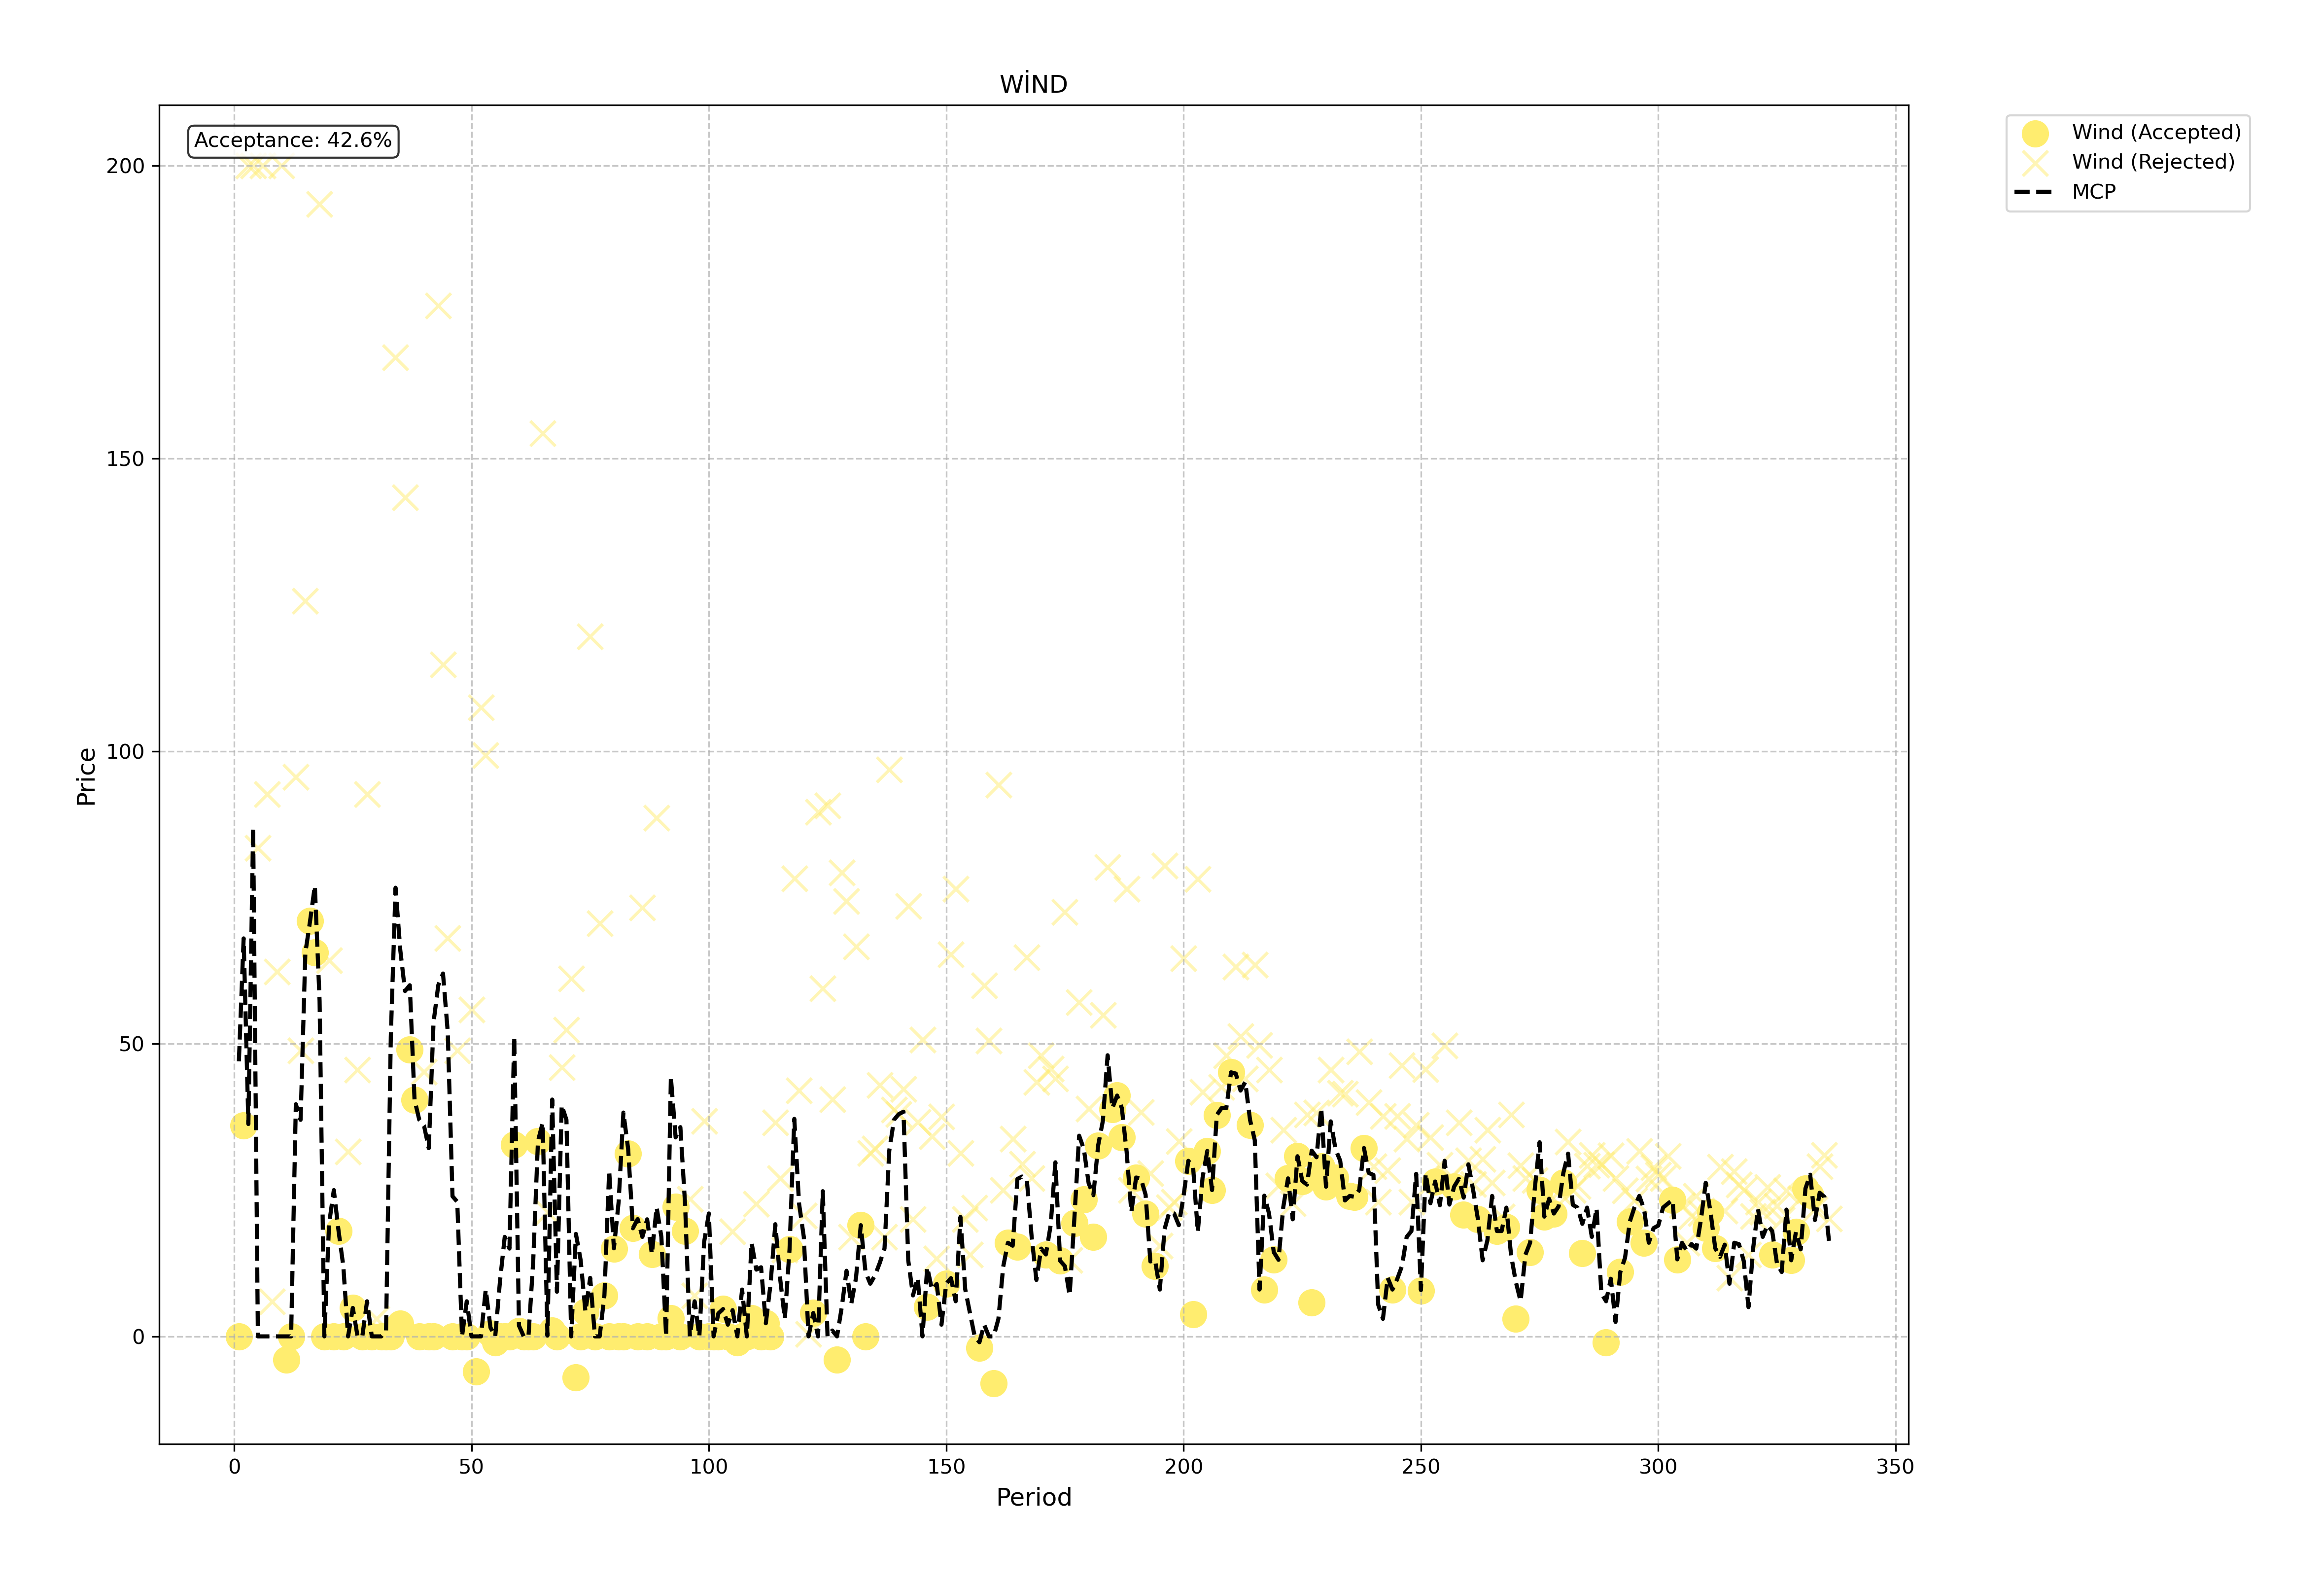 WİND
Acceptance: 42.6%
Wind (Accepted)
Wind (Rejected)
MCP
200
150
100
50
0
Price
0 50 100 150 200 250 300 350
Period